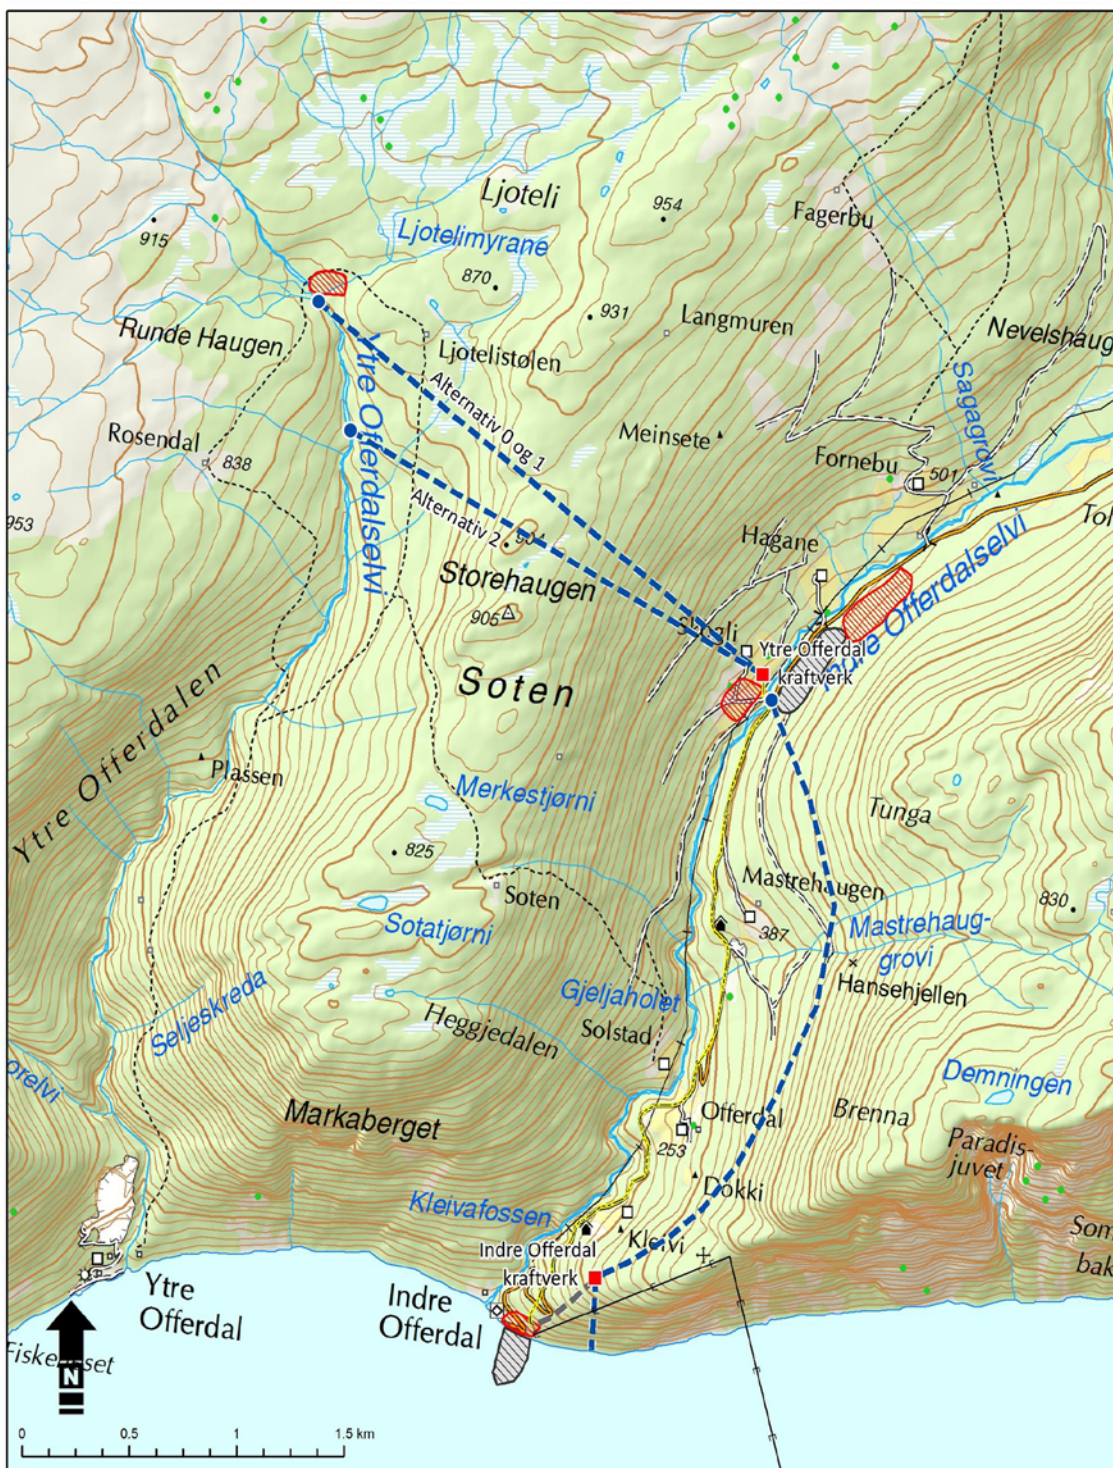 Ljoteli
954
Fagerbu
Ljotelimyrane
915
870
931
Langmuren
Nevelshaug
Runde Haugen
Ljotelistølen
Ytre Offerdalselvi
Alternativ 0 og 1
Sagagrovi
Meinsete
Rosendal
838
Fornebu
501
Alternativ 2
953
Hagane
Tol
Storehaugen
905
Indre Offerdalselvi
Ytre Offerdal
kraftverk
Soten
Ytre Offerdalen
Plassen
Merkestjørni
Tunga
825
Mastrehaugen
Soten
830
387
Sotatjørni
Mastrehaug-
grovi
Gjeljaholet
Hansehjellen
Seljeskreda
Heggjedalen
Solstad
orelvi
Demningen
Markaberget
Offerdal
Brenna
Paradis-
juvet
253
Dokki
Kleivafossen
Kleivi
Som
bak
Indre Offerdal
kraftverk
Ytre
Offerdal
Indre
Offerdal
N
0
0.5
1
1.5 km